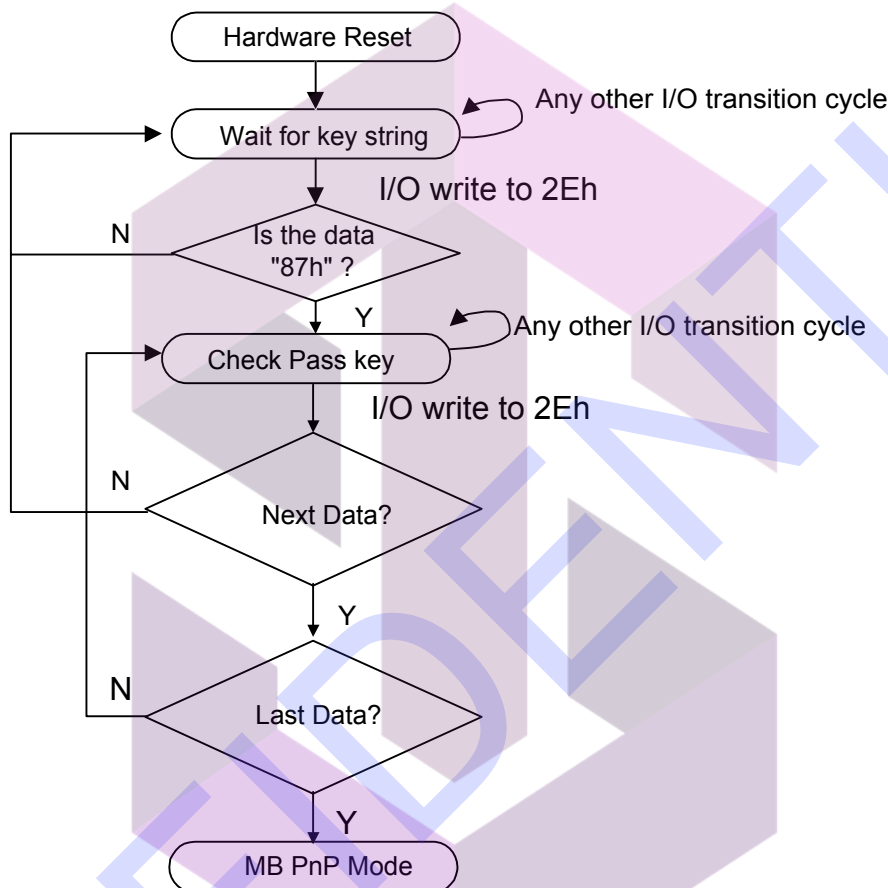 Hardware Reset
Any other I/O transition cycle
Wait for key string
I/O write to 2Eh
N
Is the data
"87h" ?
Y
Any other I/O transition cycle
Check Pass key
I/O write to 2Eh
N
Next Data?
Y
N
Last Data?
Y
MB PnP Mode